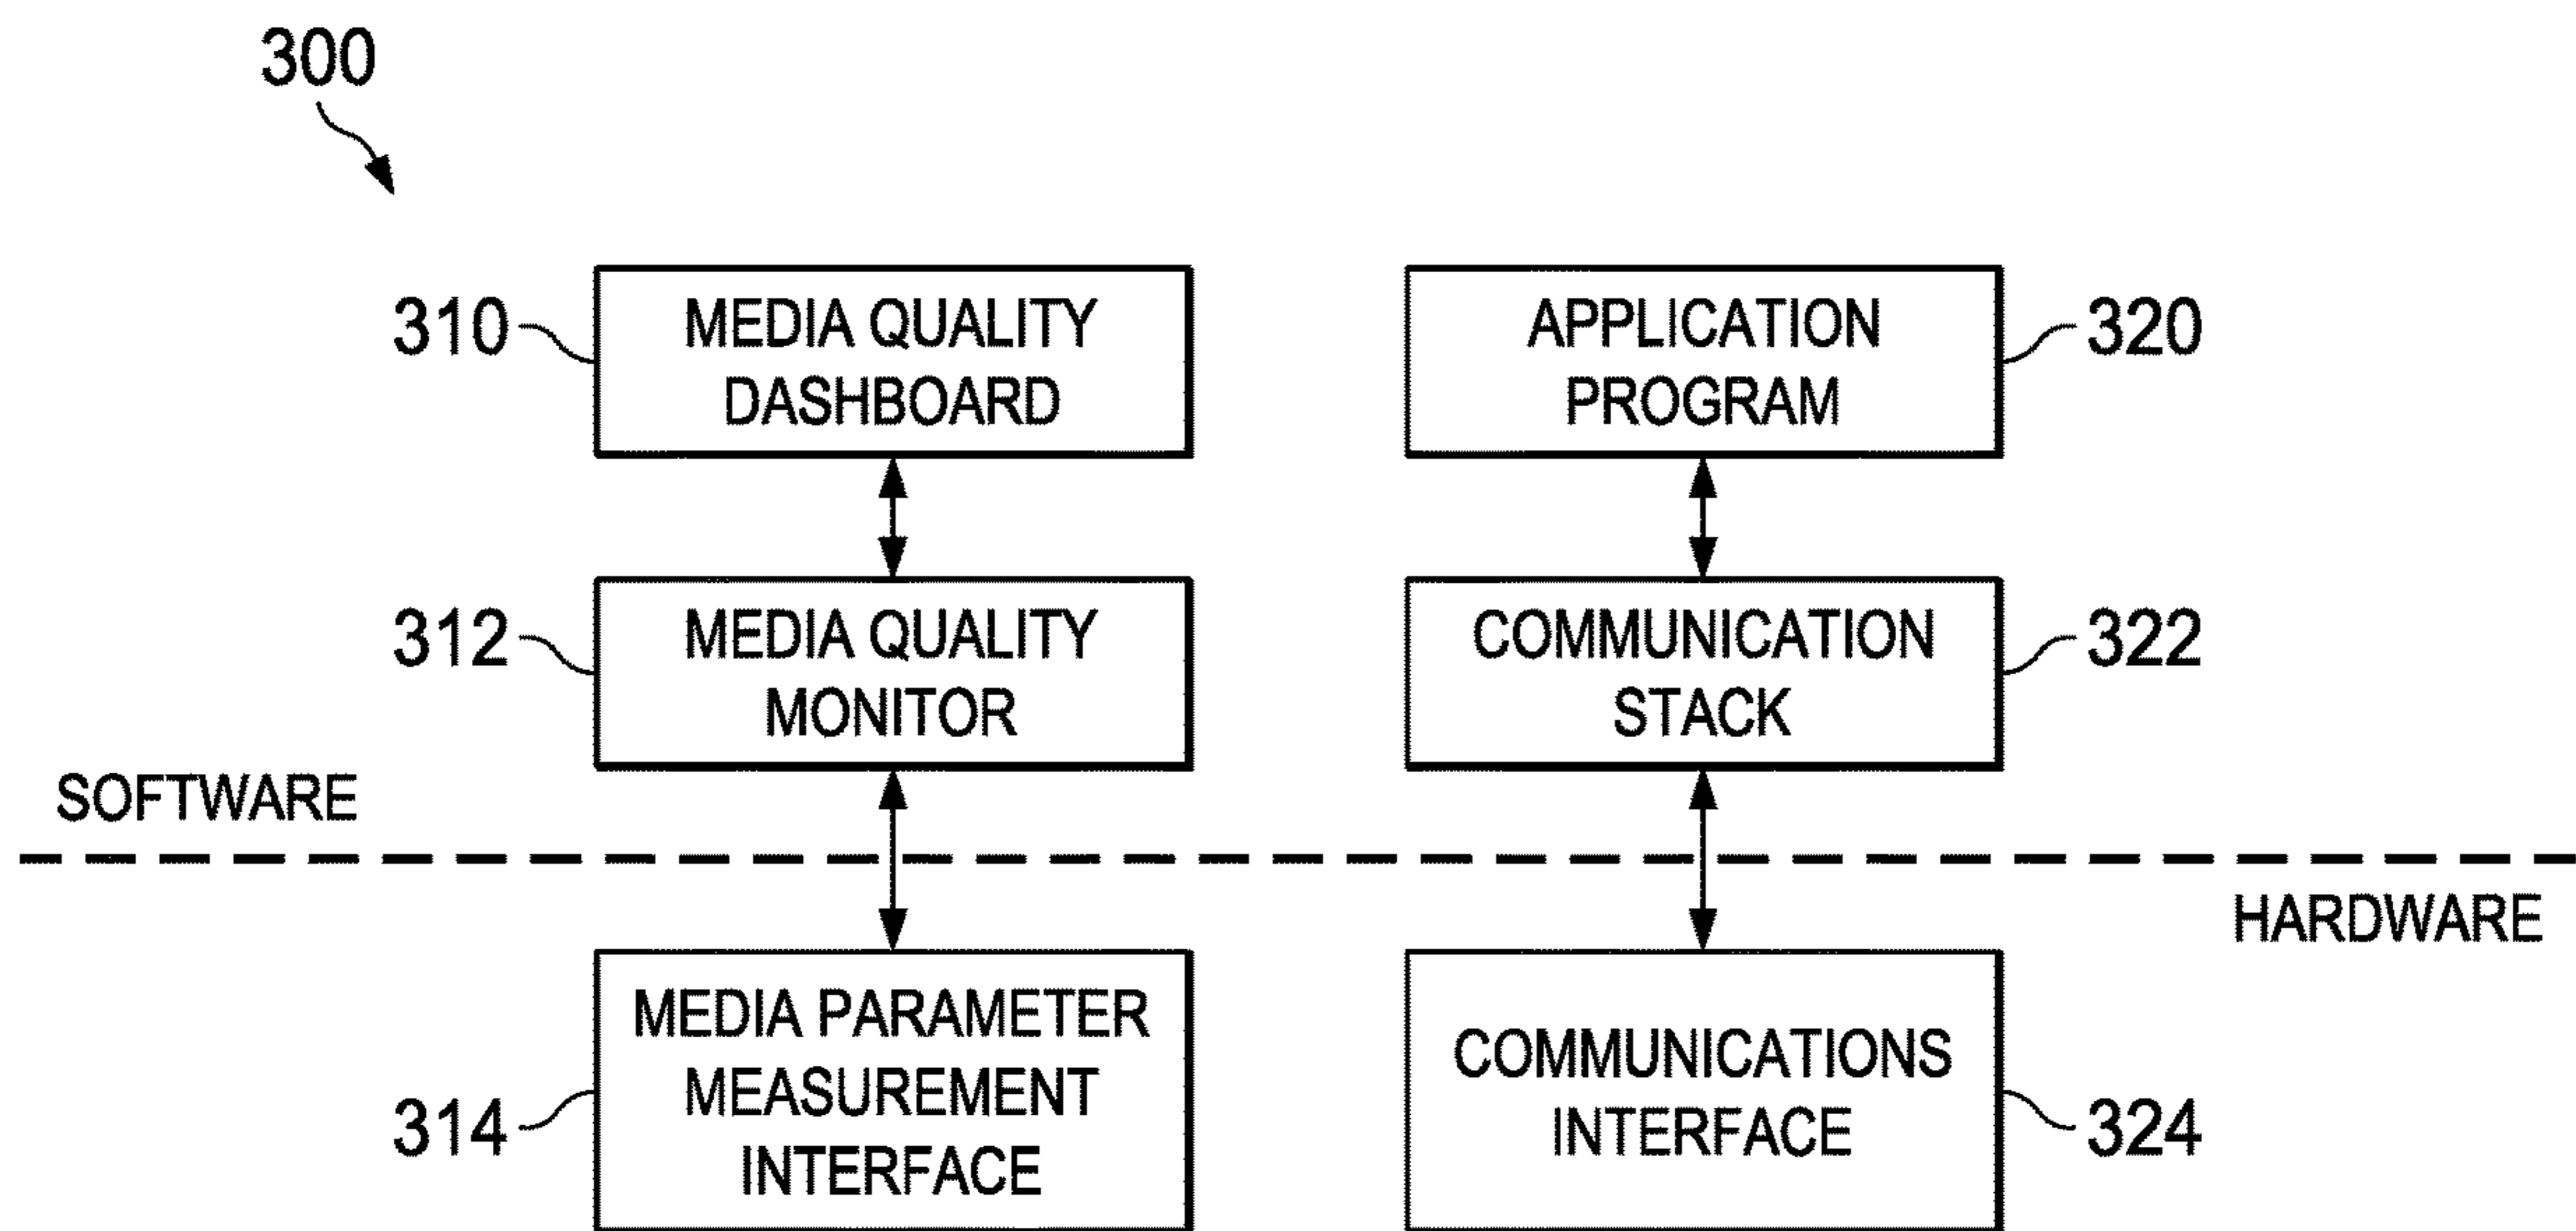 300
310
MEDIA QUALITY
DASHBOARD
APPLICATION
PROGRAM
320
312
MEDIA QUALITY
MONITOR
COMMUNICATION
STACK
322
SOFTWARE
HARDWARE
314
MEDIA PARAMETER
MEASUREMENT
INTERFACE
COMMUNICATIONS
INTERFACE
324